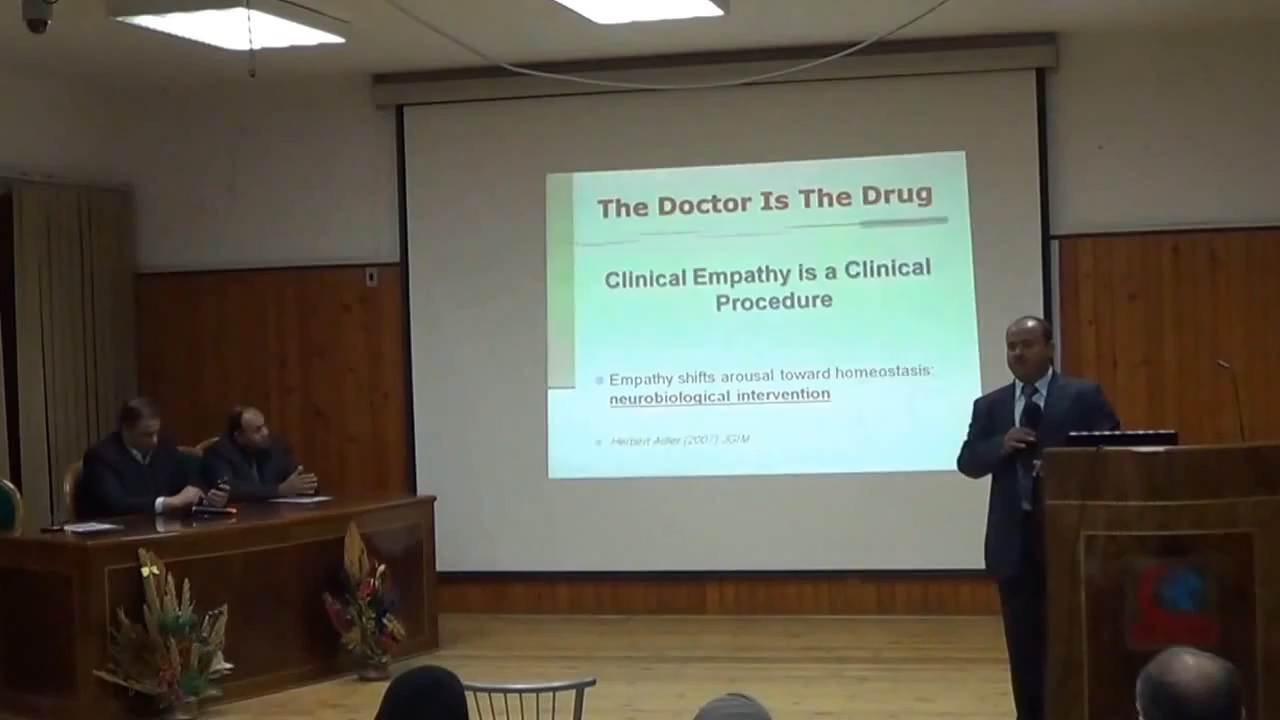 The Doctor Is The Drug
Clinical Empathy is a Clinical
Procedure
Empathy shifts arousal toward homeostasis:
neurobiological intervention
Herbert Adler (2007) JGIM